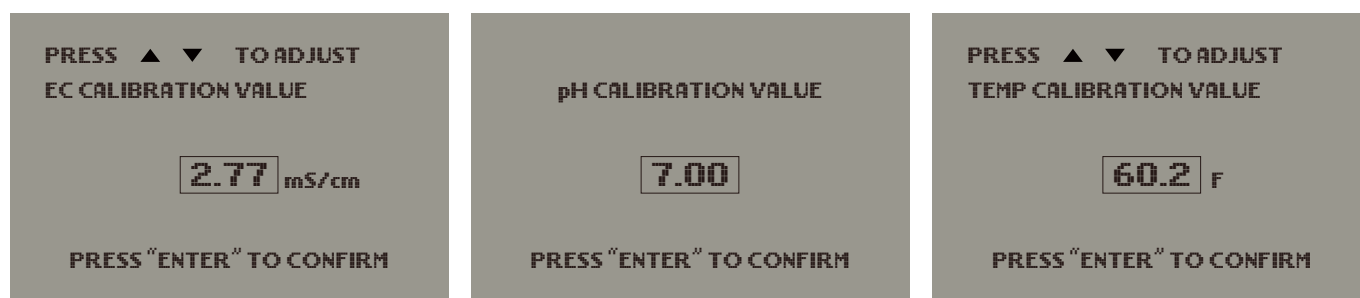 PRESS ▲ ▼ TO ADJUST
EC CALIBRATION VALUE
2.77 mS/cm
PRESS "ENTER" TO CONFIRM
pH CALIBRATION VALUE
7.00
PRESS "ENTER" TO CONFIRM
PRESS ▲ ▼ TO ADJUST
TEMP CALIBRATION VALUE
60.2 F
PRESS "ENTER" TO CONFIRM